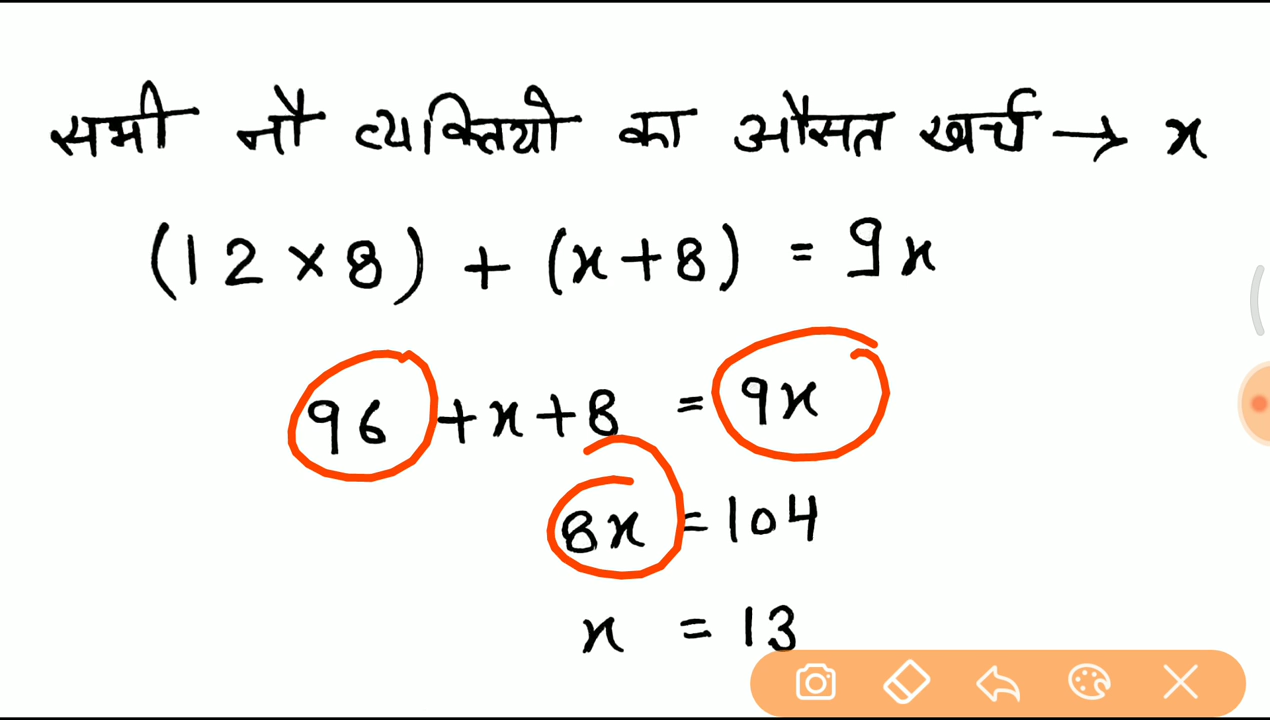 सभी नौ व्यक्तियो का औसत खर्च → x
(12 × 8) + (x + 8) = 9x
96 + x + 8 = 9x
8x = 104
x = 13